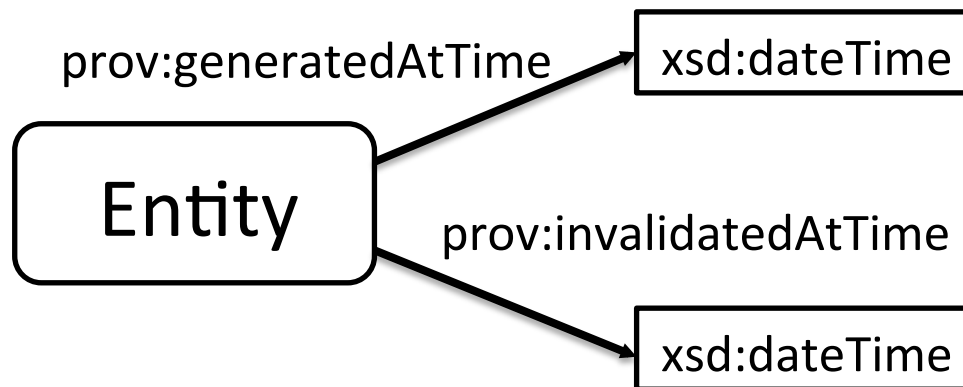 prov:generatedAtTime
xsd:dateTime
Entity
prov:invalidatedAtTime
xsd:dateTime